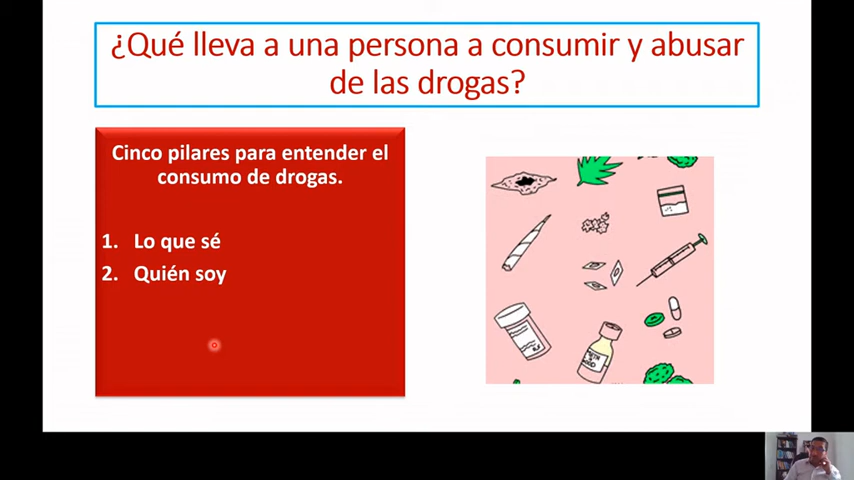 ¿Qué lleva a una persona a consumir y abusar
de las drogas?
Cinco pilares para entender el
consumo de drogas.
1. Lo que sé
2. Quién soy